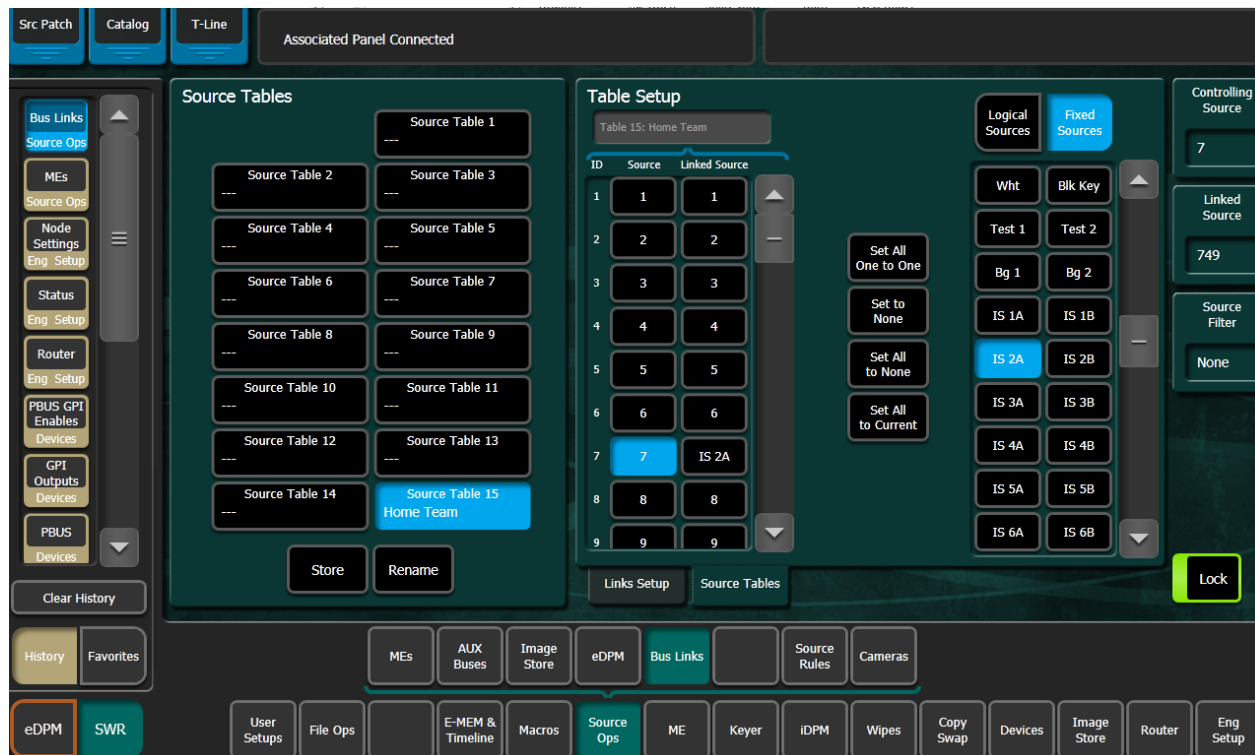 Src Patch
Catalog
T-Line
Associated Panel Connected
Bus Links
Source Ops
MEs
Source Ops
Node
Settings
Eng Setup
Status
Eng Setup
Router
Eng Setup
PBUS GPI
Enables
Devices
GPI
Outputs
Devices
PBUS
Devices
Clear History
History
Favorites
eDPM
SWR
Source Tables
Source Table 1
---
Source Table 2
---
Source Table 3
---
Source Table 4
---
Source Table 5
---
Source Table 6
---
Source Table 7
---
Source Table 8
---
Source Table 9
---
Source Table 10
---
Source Table 11
---
Source Table 12
---
Source Table 13
---
Source Table 14
---
Source Table 15
Home Team
Store
Rename
Table Setup
Table 15: Home Team
ID Source Linked Source
1 1 1
2 2 2
3 3 3
4 4 4
5 5 5
6 6 6
7 7 IS 2A
8 8 8
9 9 9
Set All
One to One
Set to
None
Set All
to None
Set All
to Current
Logical
Sources
Fixed
Sources
Wht Blk Key
Test 1 Test 2
Bg 1 Bg 2
IS 1A IS 1B
IS 2A IS 2B
IS 3A IS 3B
IS 4A IS 4B
IS 5A IS 5B
IS 6A IS 6B
Links Setup
Source Tables
Controlling
Source
7
Linked
Source
749
Source
Filter
None
Lock
MEs
AUX
Buses
Image
Store
eDPM
Bus Links
Source
Rules
Cameras
User
Setups
File Ops
E-MEM &
Timeline
Macros
Source
Ops
ME
Keyer
iDPM
Wipes
Copy
Swap
Devices
Image
Store
Router
Eng
Setup